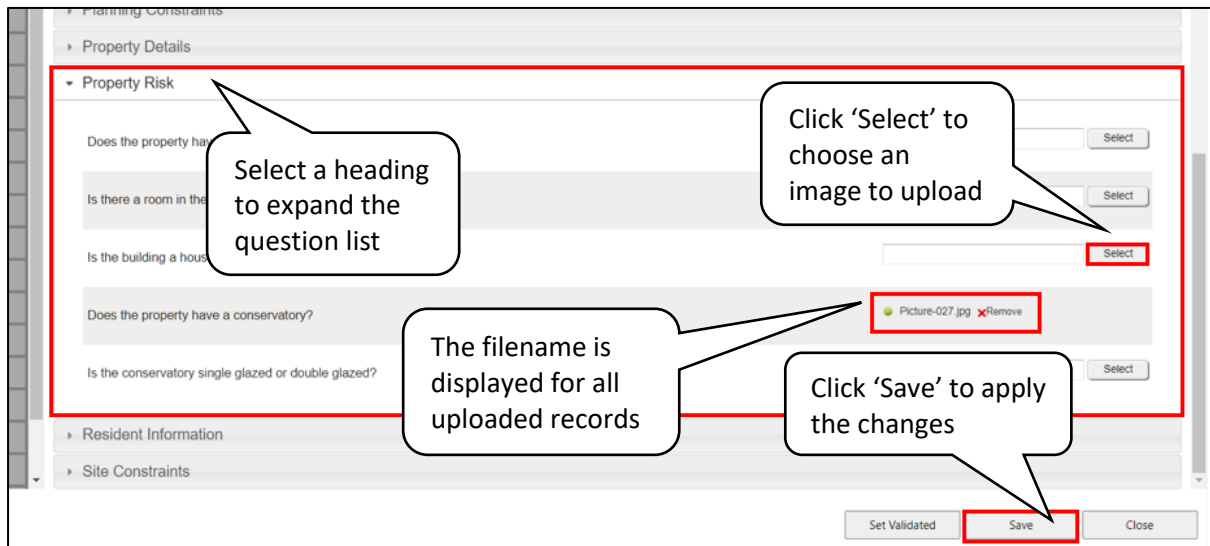 Planning Constraints
Property Details
Property Risk
Click ‘Select’ to
choose an
image to upload
Does the property hav
Select
Select a heading
to expand the
question list
Is there a room in the
Select
Is the building a hous
Select
Does the property have a conservatory?
Picture-027.jpg Remove
The filename is
displayed for all
uploaded records
Is the conservatory single glazed or double glazed?
Select
Click ‘Save’ to apply
the changes
Resident Information
Site Constraints
Set Validated Save Close